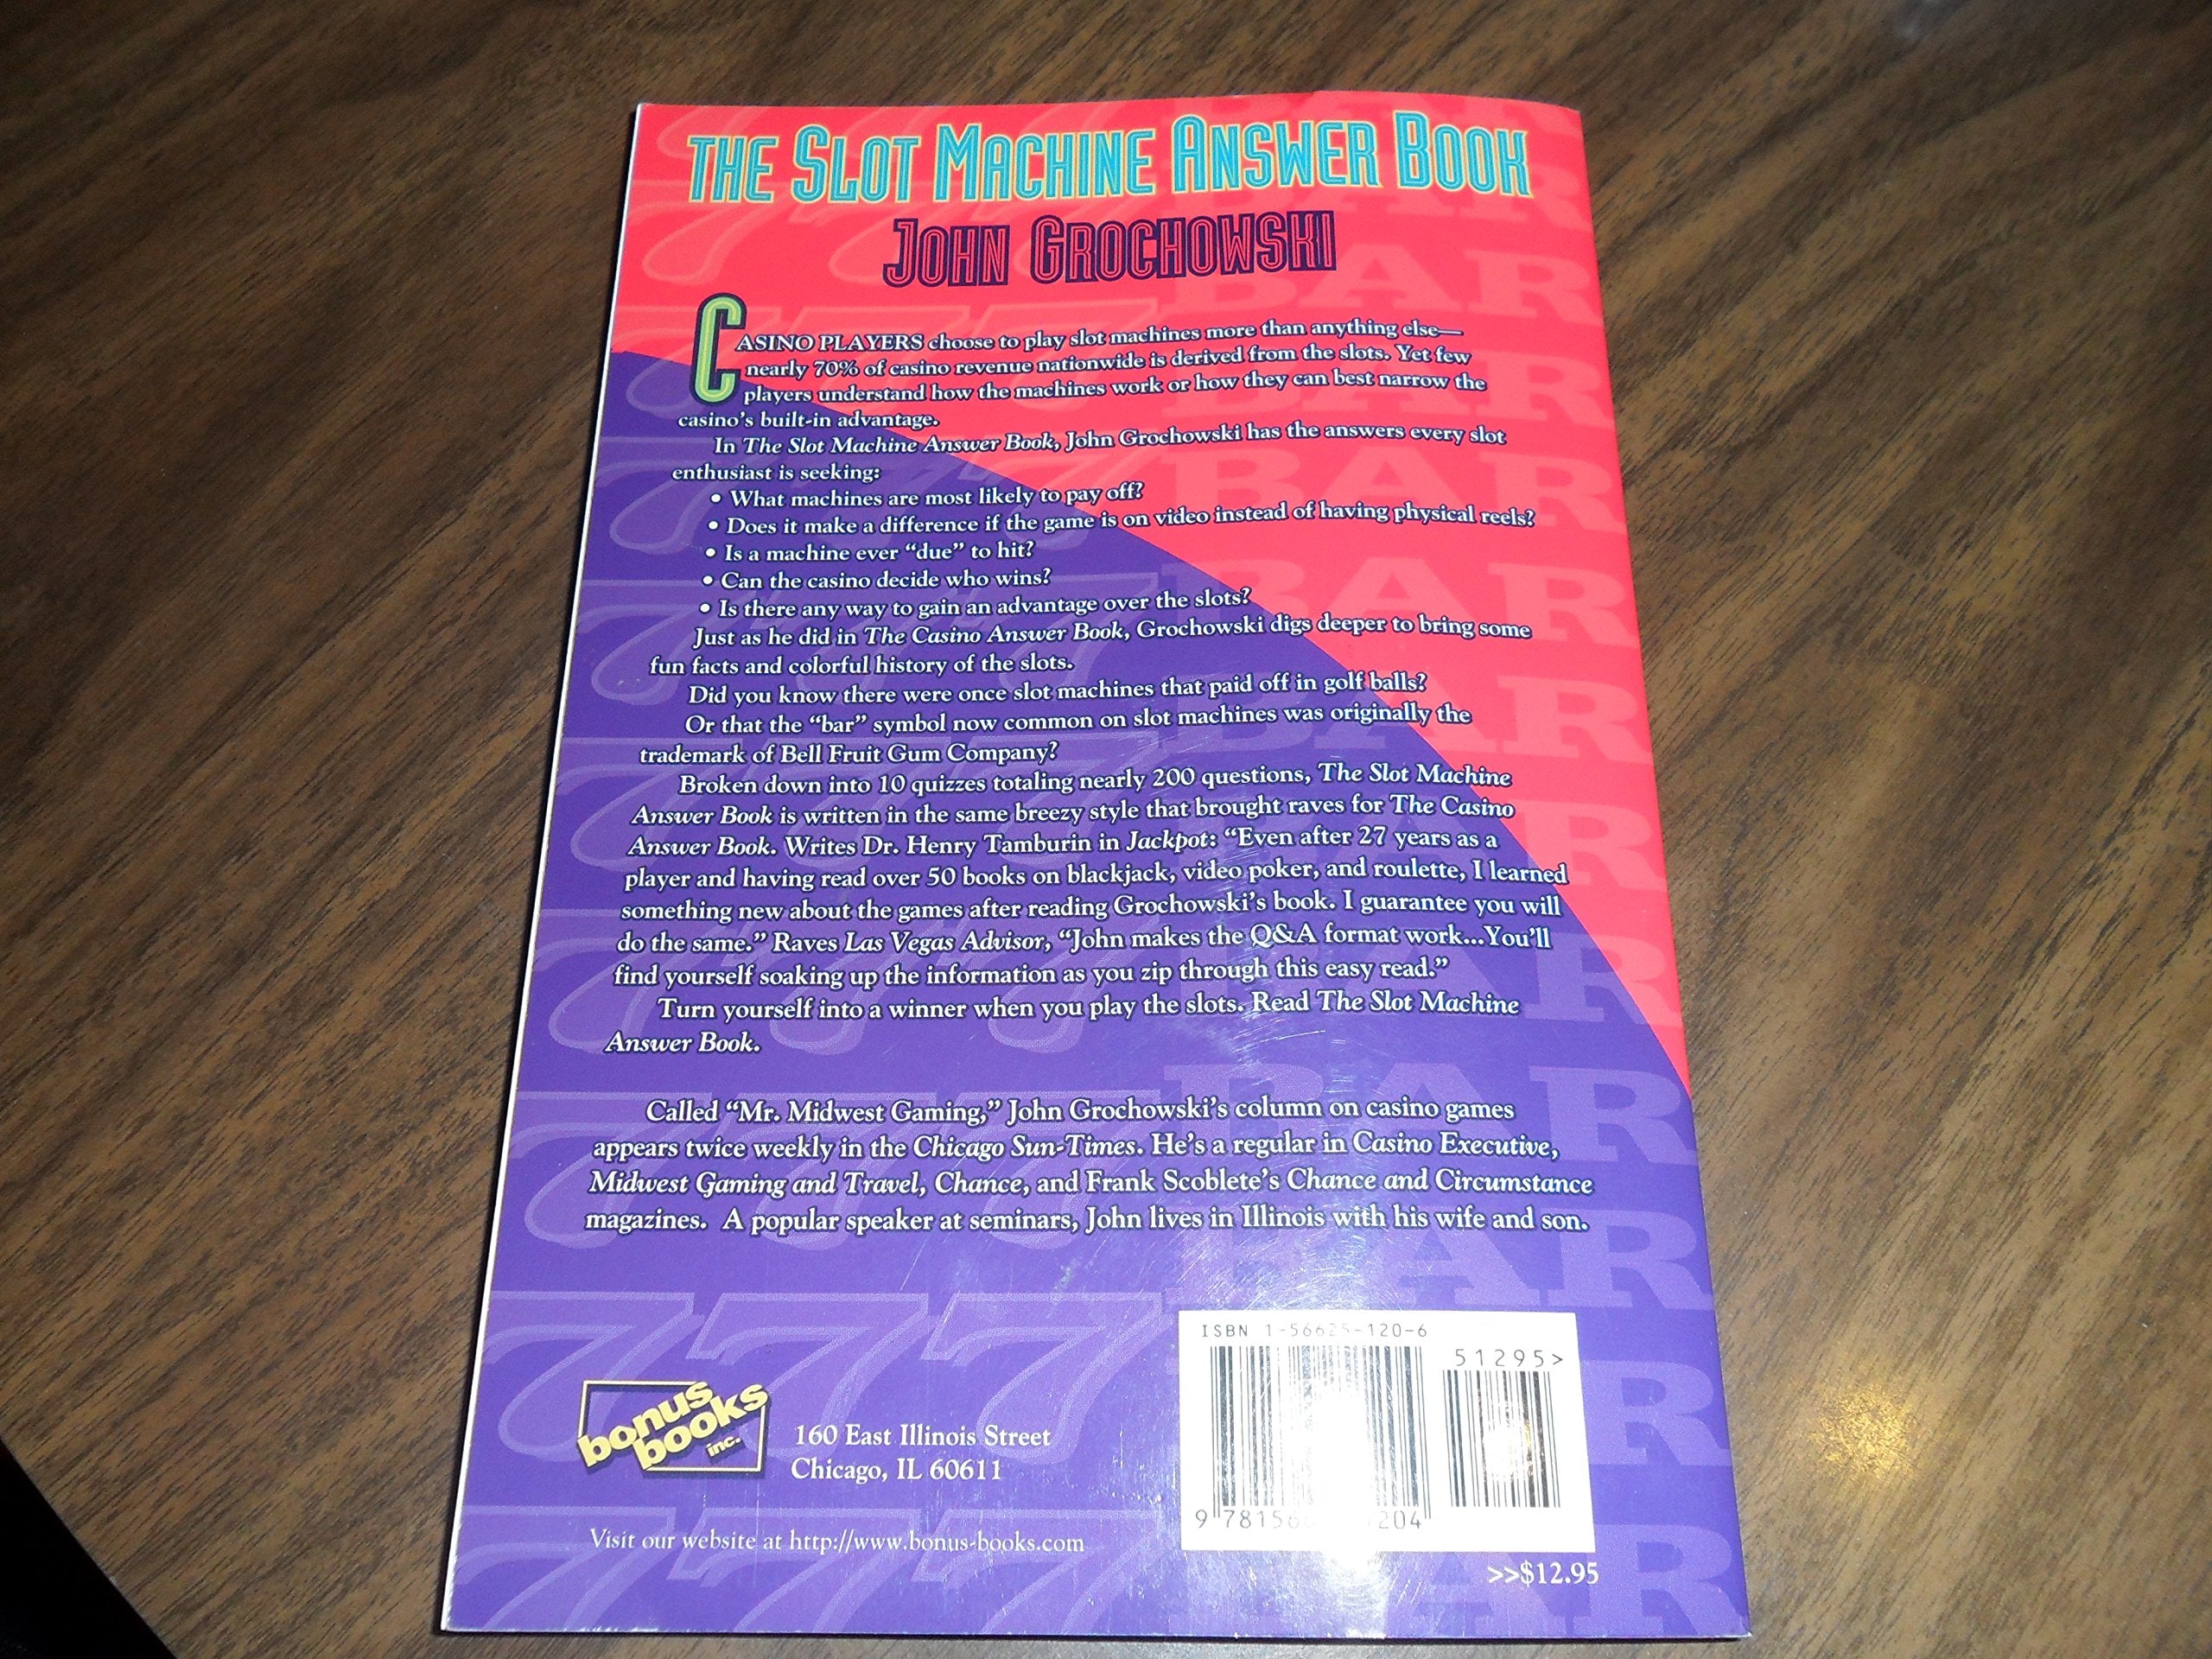 THE SLOT MACHINE ANSWER BOOK
JOHN GROCHOWSKI
CASINO PLAYERS choose to play slot machines more than anything else—
nearly 70% of casino revenue nationwide is derived from the slots. Yet few
players understand how the machines work or how they can best narrow the
casino's built-in advantage.
In The Slot Machine Answer Book, John Grochowski has the answers every slot
enthusiast is seeking:
• What machines are most likely to pay off?
• Does it make a difference if the game is on video instead of having physical reels?
• Is a machine ever “due” to hit?
• Can the casino decide who wins?
• Is there any way to gain an advantage over the slots?
Just as he did in The Casino Answer Book, Grochowski digs deeper to bring some
fun facts and colorful history of the slots.
Did you know there were once slot machines that paid off in golf balls?
Or that the “bar” symbol now common on slot machines was originally the
trademark of Bell Fruit Gum Company?
Broken down into 10 quizzes totaling nearly 200 questions, The Slot Machine
Answer Book is written in the same breezy style that brought raves for The Casino
Answer Book. Writes Dr. Henry Tamburin in Jackpot: “Even after 27 years as a
player and having read over 50 books on blackjack, video poker, and roulette, I learned
something new about the games after reading Grochowski's book. I guarantee you will
do the same.” Raves Las Vegas Advisor, “John makes the Q&A format work...You'll
find yourself soaking up the information as you zip through this easy read.”
Turn yourself into a winner when you play the slots. Read The Slot Machine
Answer Book.
Called “Mr. Midwest Gaming,” John Grochowski's column on casino games
appears twice weekly in the Chicago Sun-Times. He's a regular in Casino Executive,
Midwest Gaming and Travel, Chance, and Frank Scoblete's Chance and Circumstance
magazines. A popular speaker at seminars, John lives in Illinois with his wife and son.
ISBN 1-56625-120-6
51295>
bonus
books
inc.
160 East Illinois Street
Chicago, IL 60611
Visit our website at http://www.bonus-books.com
>>$12.95